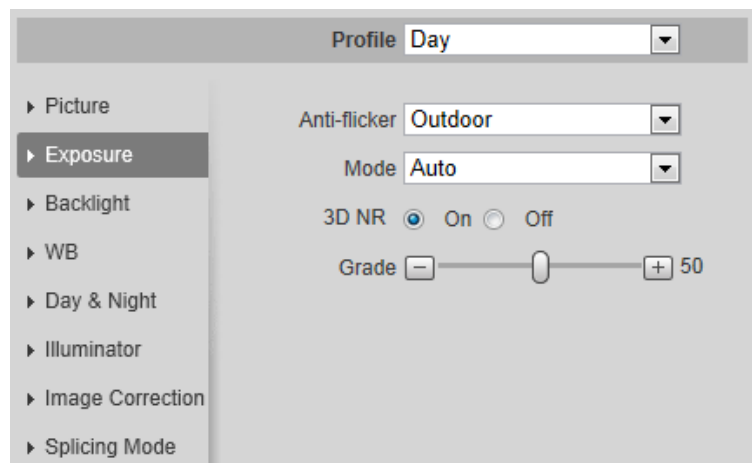 Profile Day
Picture
Exposure
Backlight
WB
Day & Night
Illuminator
Image Correction
Splicing Mode
Anti-flicker Outdoor
Mode Auto
3D NR On Off
Grade 50